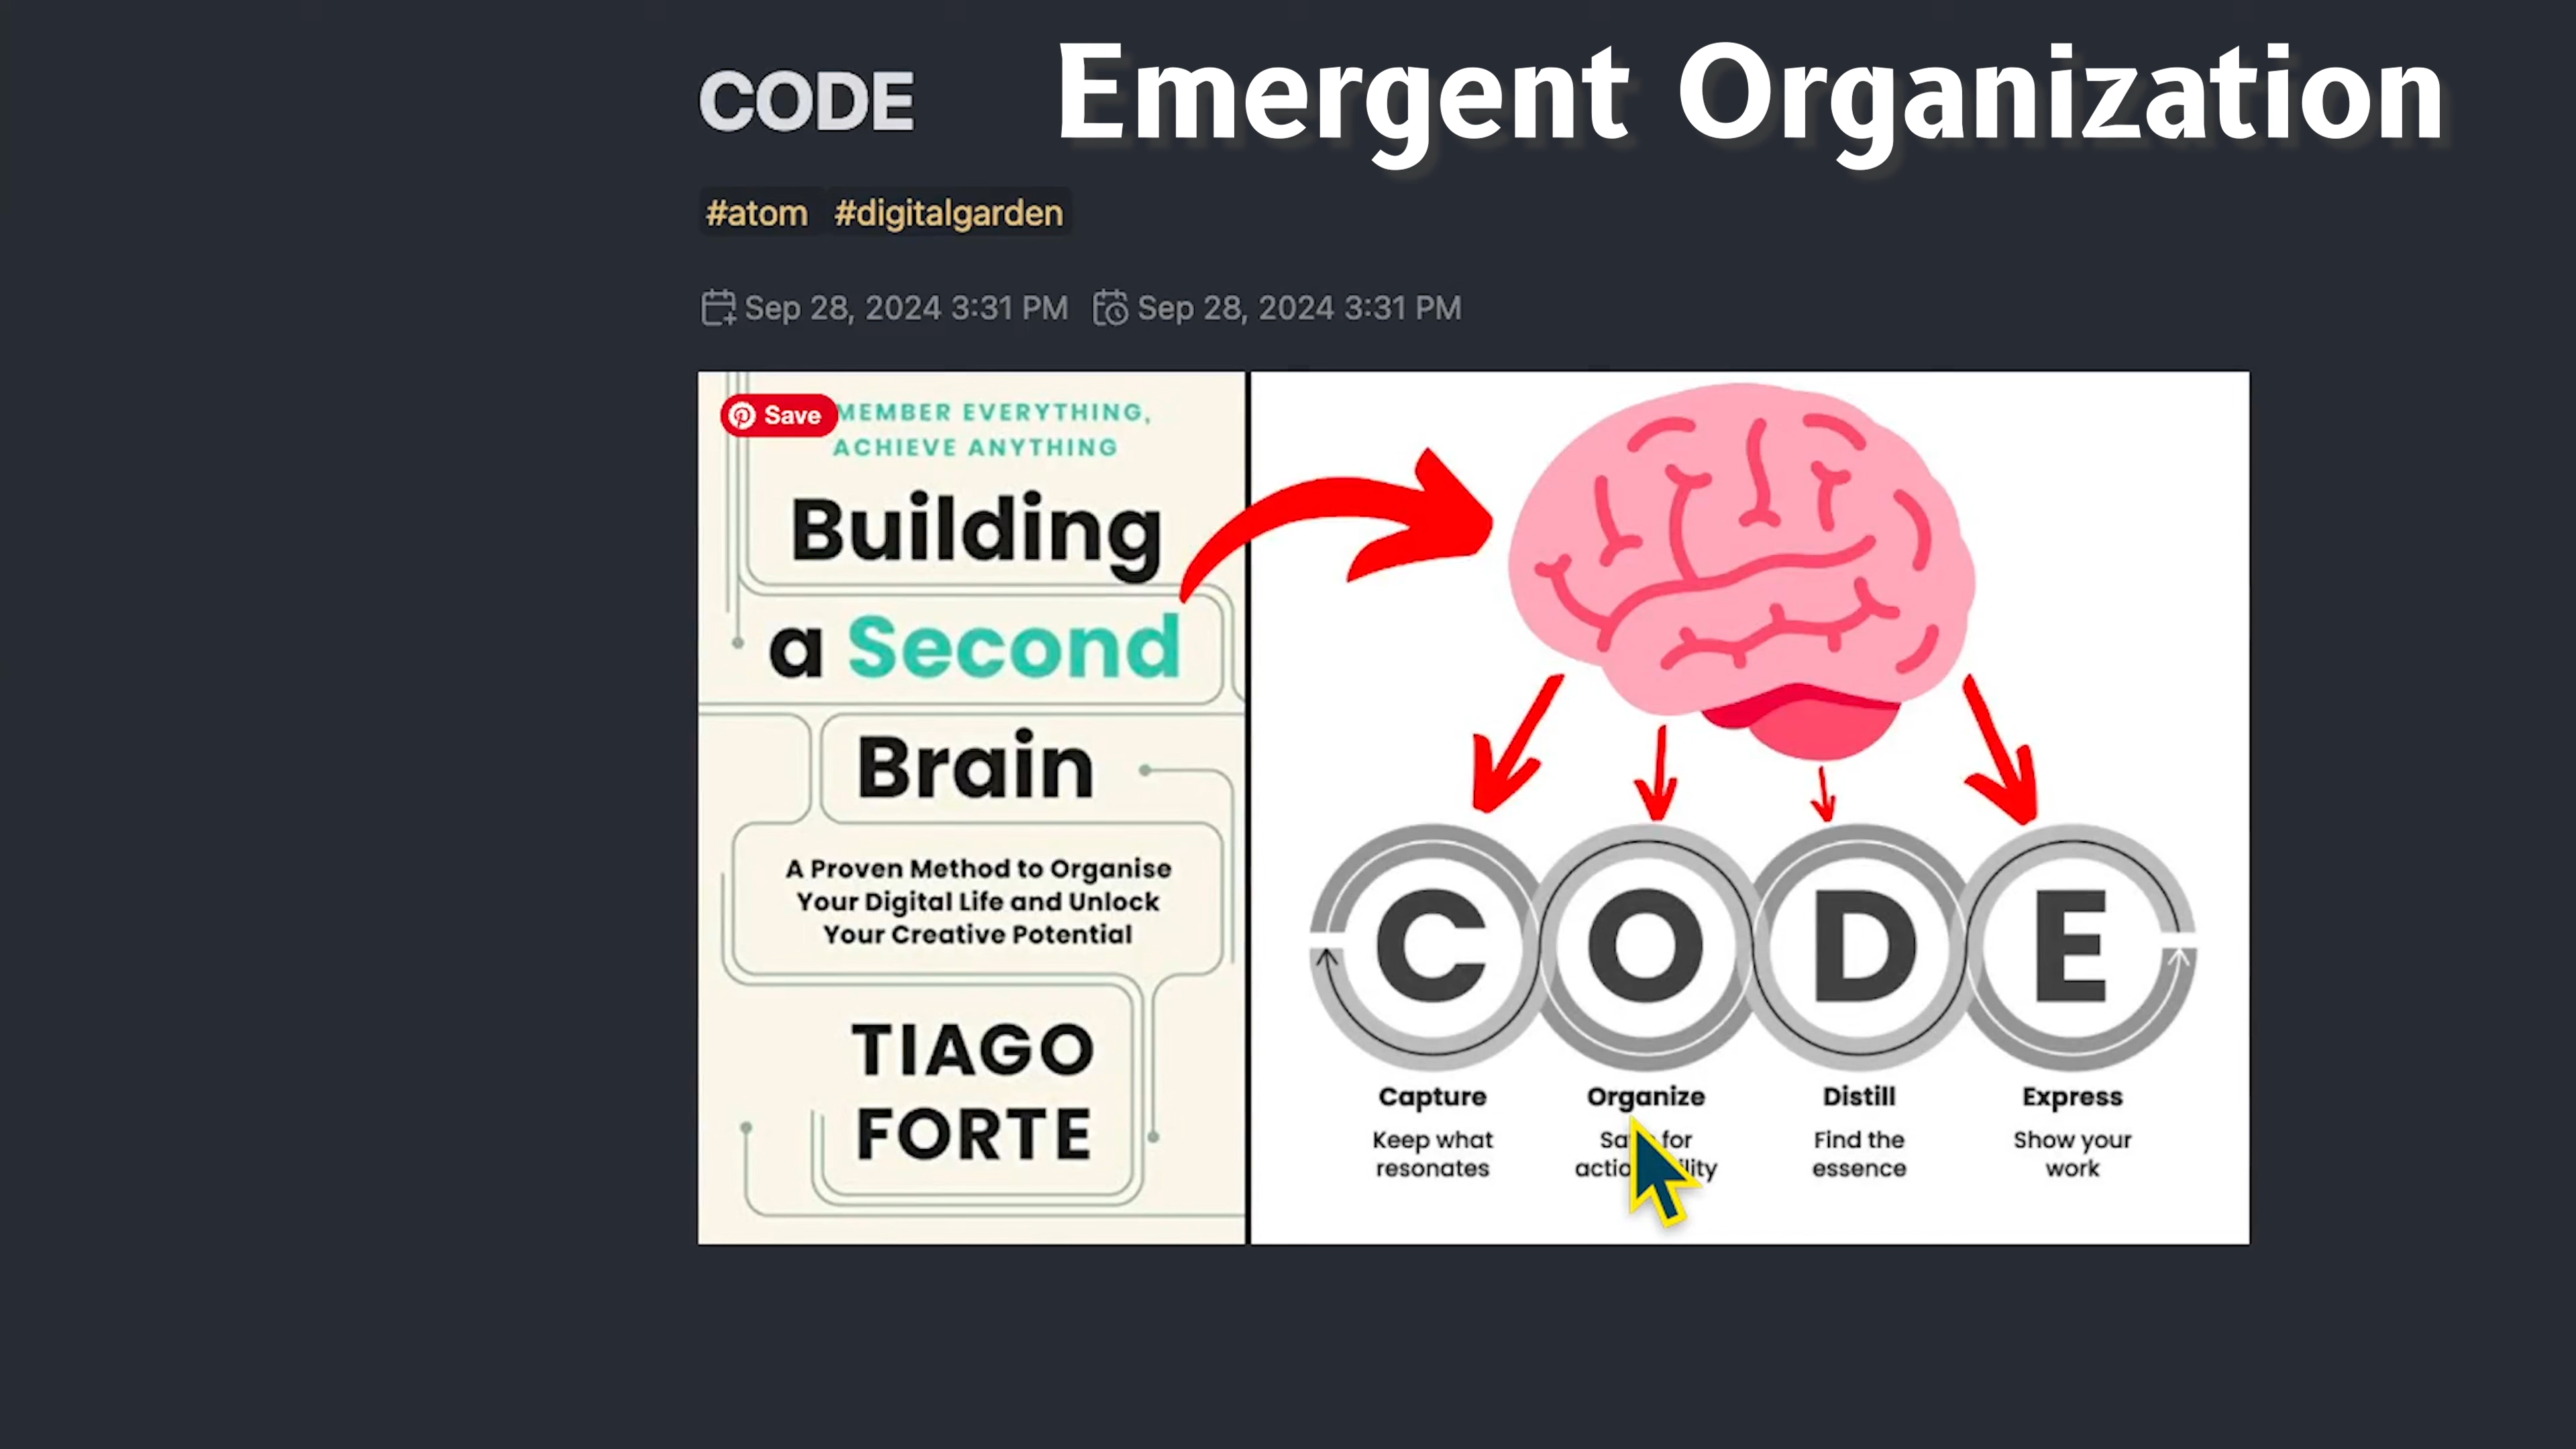 CODE
Emergent Organization
#atom #digitalgarden
Sep 28, 2024 3:31 PM Sep 28, 2024 3:31 PM
Save
MEMBER EVERYTHING,
ACHIEVE ANYTHING
Building
a Second
Brain
A Proven Method to Organise
Your Digital Life and Unlock
Your Creative Potential
TIAGO
FORTE
C O D E
Capture Organize Distill Express
Keep what for Find the Show your
resonates essence work